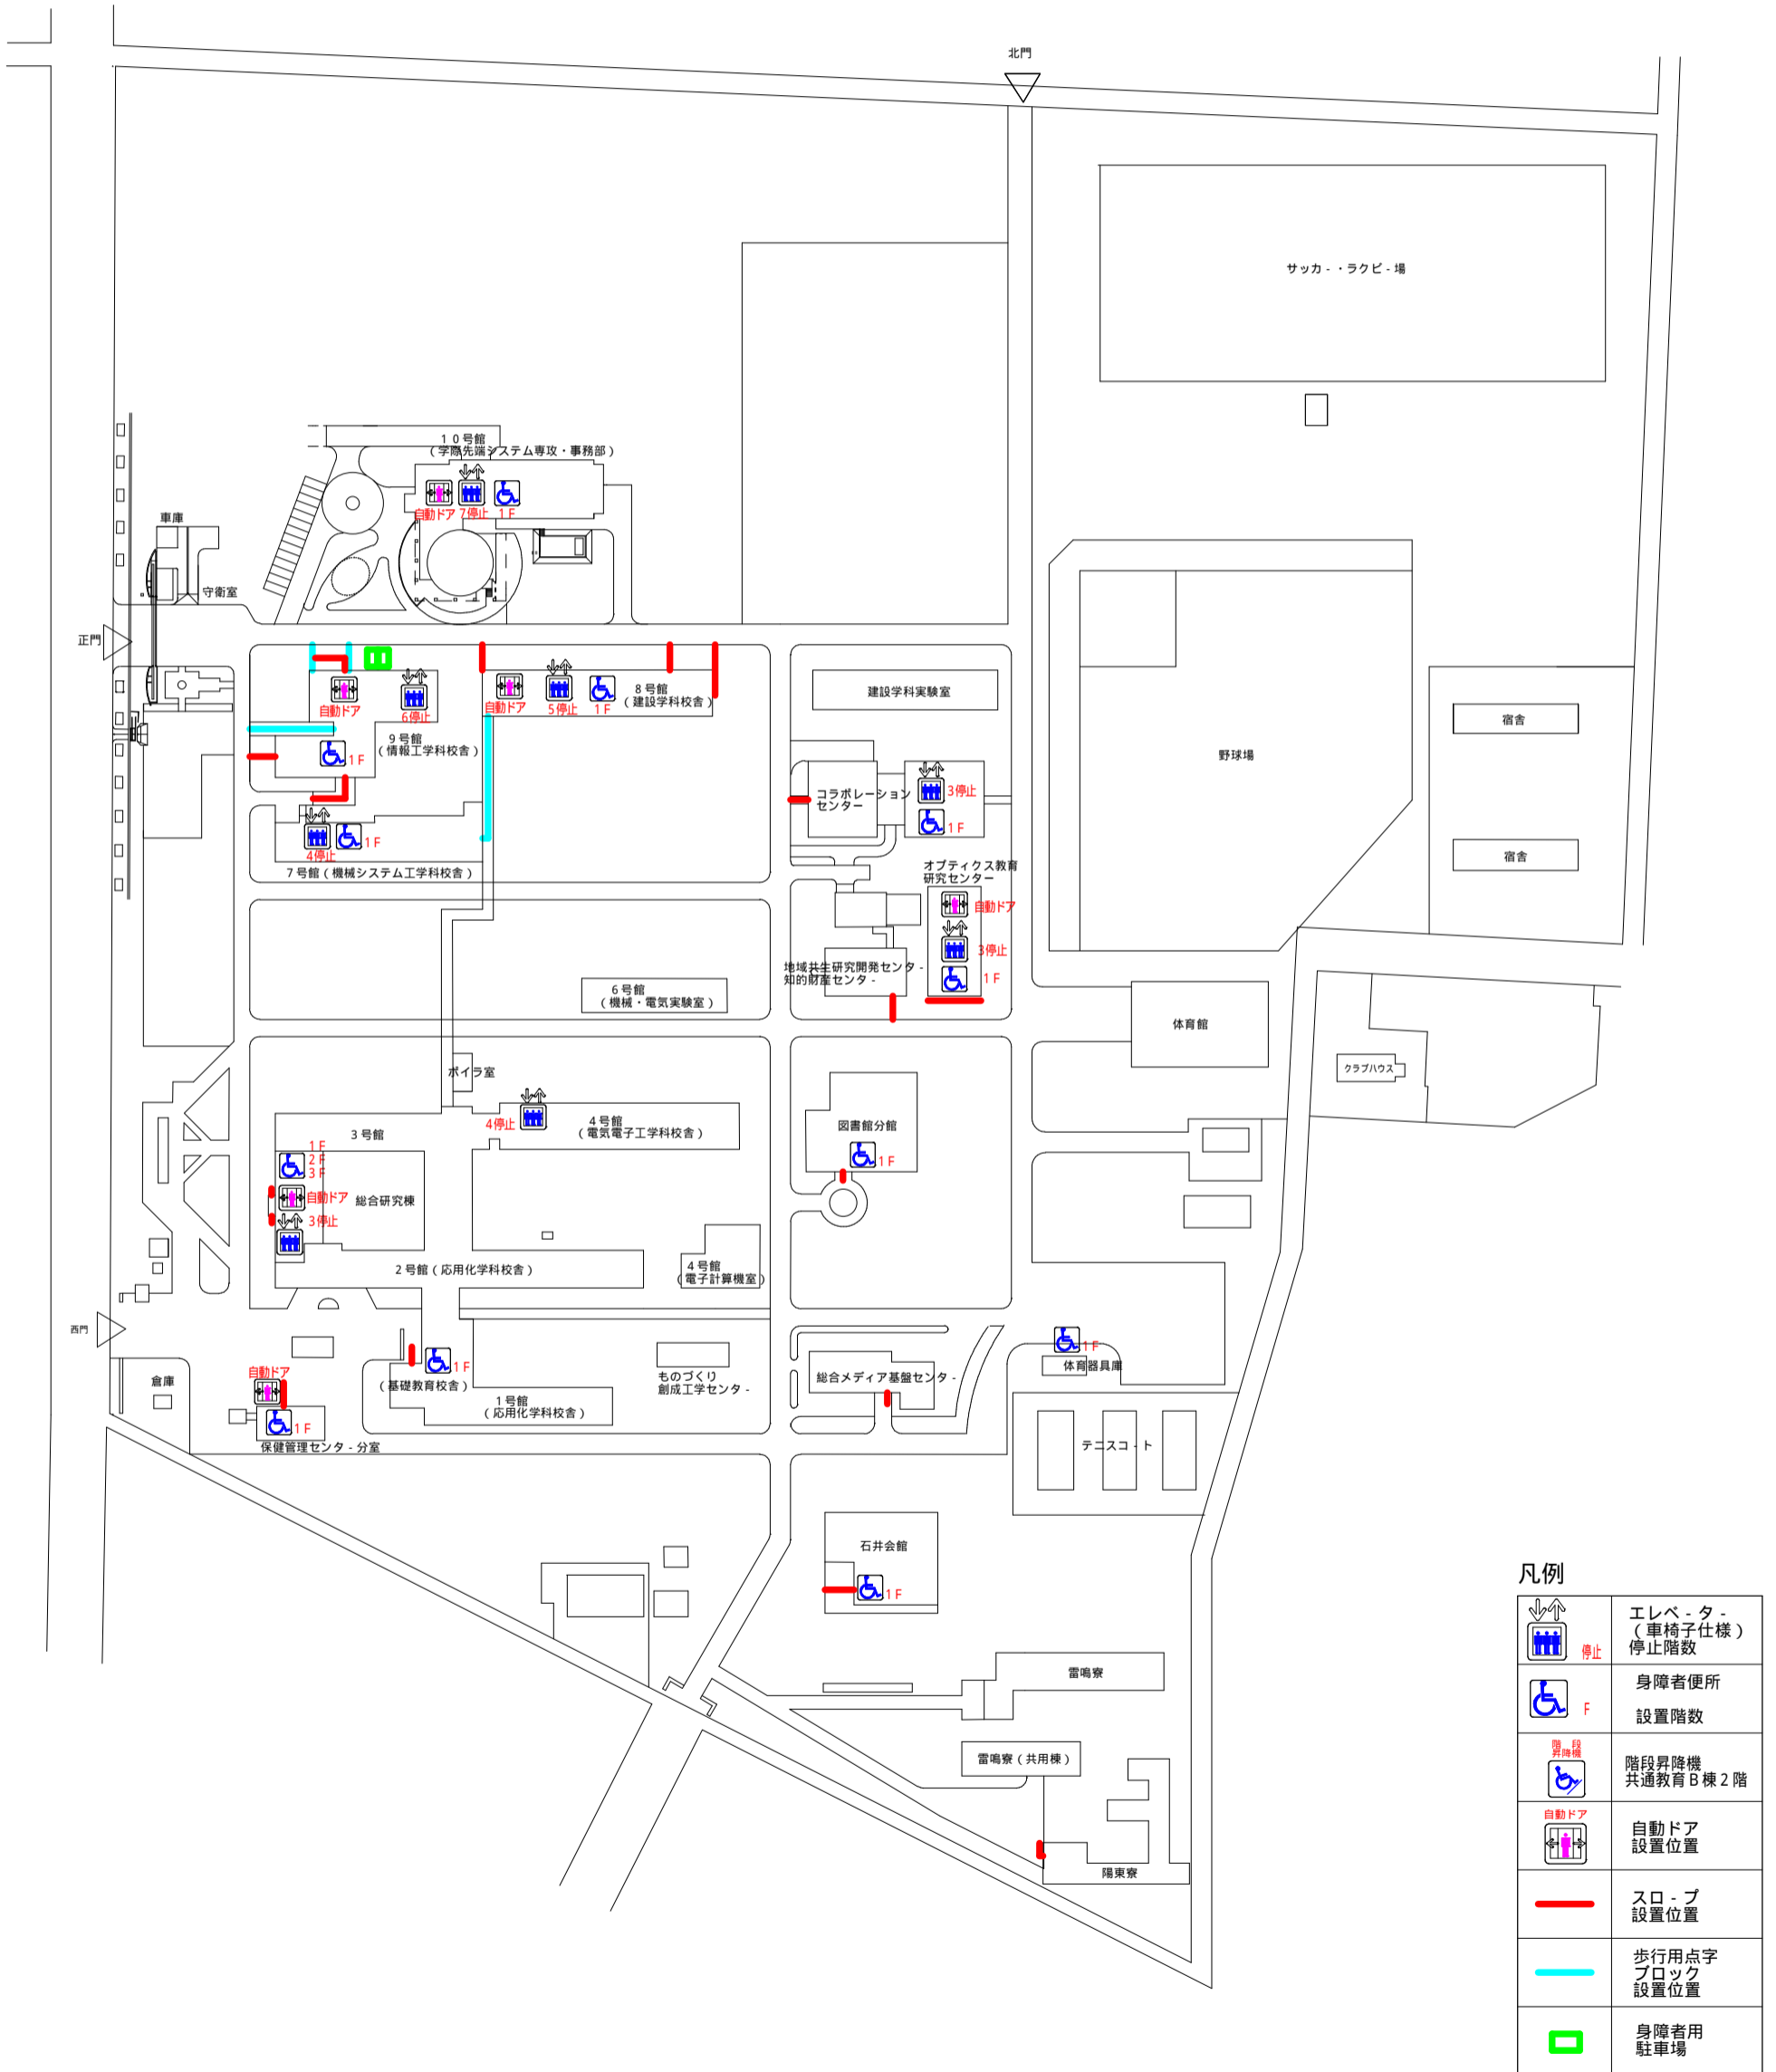 北門
サッカ-・ラクビ-場
10号館
(学際先端システム専攻・事務部)
自動ドア 7停止 1F
車庫
守衛室
正門
自動ドア
6停止
9号館
(情報工学科校舎)
1F
自動ドア
5停止
1F
8号館
(建設学科校舎)
4停止
1F
7号館(機械システム工学科校舎)
建設学科実験室
コラボレーション
センター
3停止
1F
オプティクス教育
研究センター
自動ドア
3停止
1F
地域共生研究開発センタ-
知的財産センタ-
野球場
宿舎
宿舎
6号館
(機械・電気実験室)
体育館
クラブハウス
ボイラ室
4停止
4号館
(電気電子工学科校舎)
3号館
1F
2F
3F
自動ドア
3停止
総合研究棟
図書館分館
1F
2号館(応用化学科校舎)
4号館
(電子計算機室)
西門
倉庫
自動ドア
1F
保健管理センタ-分室
1F
(基礎教育校舎)
1号館
(応用化学科校舎)
ものづくり
創成工学センタ-
総合メディア基盤センタ-
1F
体育器具庫
テニスコ-ト
石井会館
1F
雷鳴寮
雷鳴寮(共用棟)
陽東寮
凡例
停止
エレベ-タ-
(車椅子仕様)
停止階数
F
身障者便所
設置階数
階 段
昇降機
階段昇降機
共通教育B棟2階
自動ドア
自動ドア
設置位置
スロ-プ
設置位置
歩行用点字
ブロック
設置位置
身障者用
駐車場